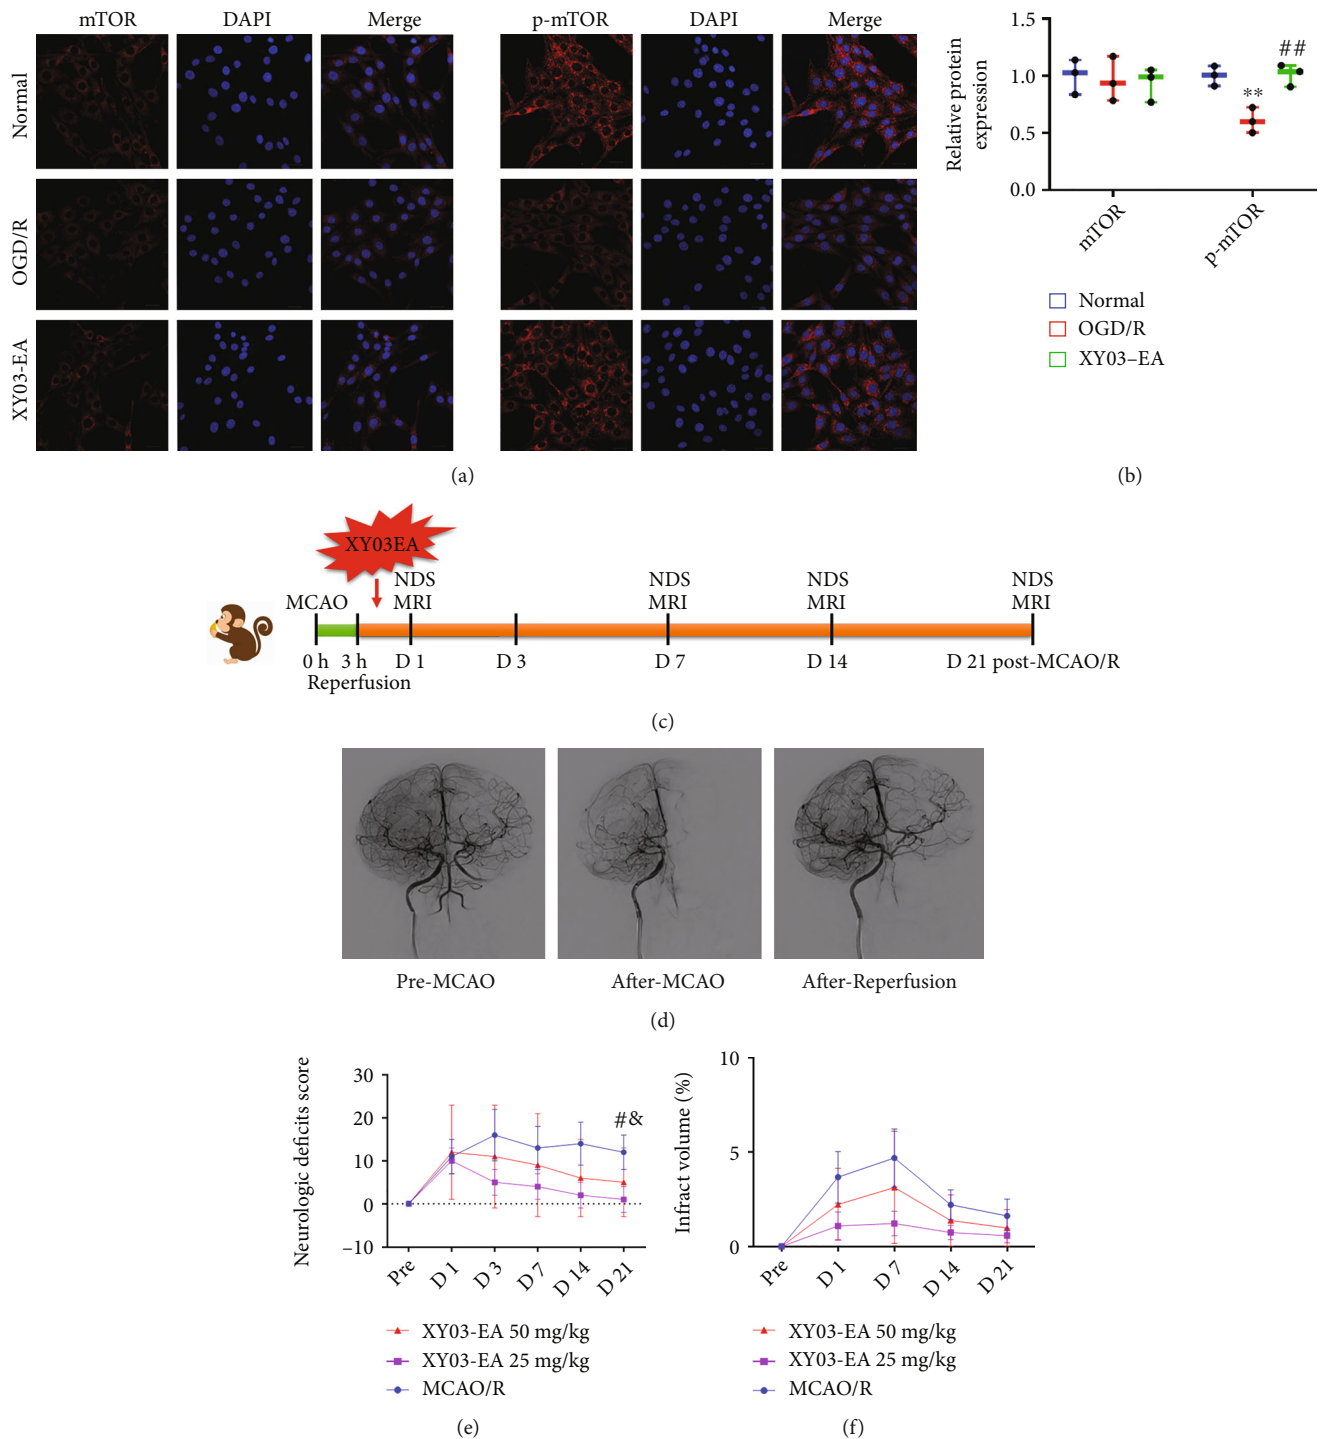 mTOR DAPI Merge p-mTOR DAPI Merge
Normal
OGD/R
XY03-EA
(a)
Relative protein
expression
1.5
1.0
0.5
0.0
##
**
mTOR
p-mTOR
Normal
OGD/R
XY03–EA
(b)
XY03EA
MCAO
NDS
MRI
NDS
MRI
NDS
MRI
NDS
MRI
0 h 3 h D 1 D 3 D 7 D 14 D 21 post-MCAO/R
Reperfusion
(c)
Pre-MCAO After-MCAO After-Reperfusion
(d)
Neurologic deficits score
30
20
10
0
–10
#&
Pre D 1 D 3 D 7 D 14 D 21
XY03-EA 50 mg/kg
XY03-EA 25 mg/kg
MCAO/R
(e)
Infract volume (%)
10
5
0
Pre D 1 D 7 D 14 D 21
XY03-EA 50 mg/kg
XY03-EA 25 mg/kg
MCAO/R
(f)